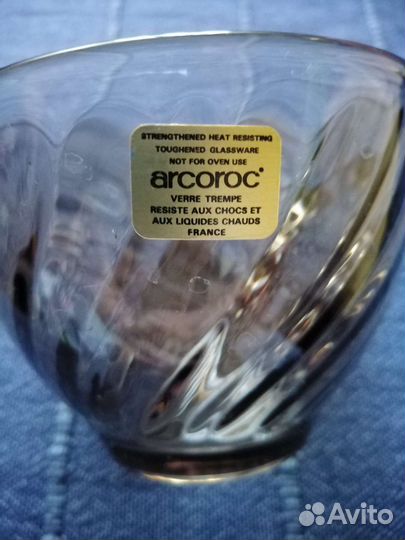 STRENGTHENED HEAT RESISTING
TOUGHENED GLASSWARE
NOT FOR OVEN USE
arcoroc
VERRE TREMPE
RESISTE AUX CHOCS ET
AUX LIQUIDES CHAUDS
FRANCE
Avito